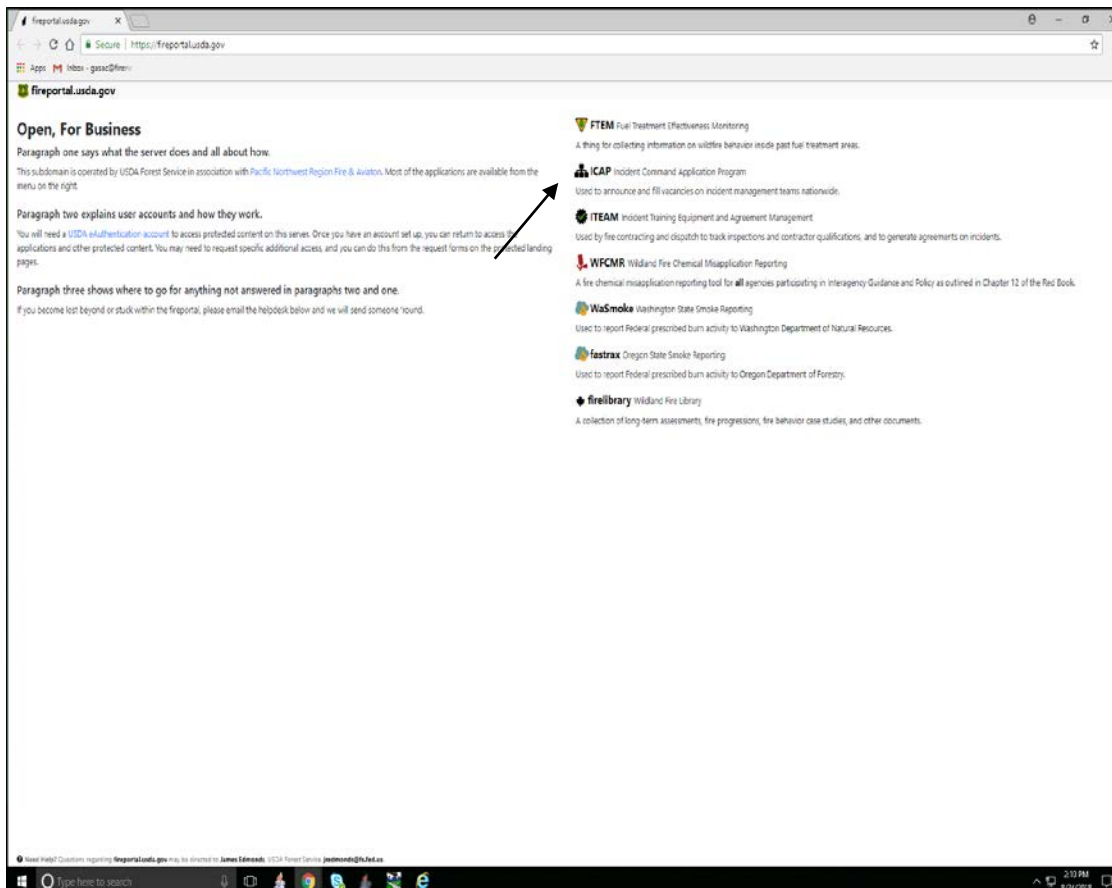 fireportal.usda.gov
Secure | https://fireportal.usda.gov
Apps Inbox - gassc@firen
fireportal.usda.gov
Open, For Business
Paragraph one says what the server does and all about how.
This subdomain is operated by USDA Forest Service in association with Pacific Northwest Region Fire & Aviation. Most of the applications are available from the
menu on the right.
Paragraph two explains user accounts and how they work.
You will need a USDA eAuthentication account to access protected content on this server. Once you have an account set up, you can return to access the
applications and other protected content. You may need to request specific additional access, and you can do this from the request forms on the protected landing
pages.
Paragraph three shows where to go for anything not answered in paragraphs two and one.
If you become lost beyond or stuck within the fireportal, please email the helpdesk below and we will send someone 'round.
FTEM Fuel Treatment Effectiveness Monitoring
A thing for collecting information on wildfire behavior inside past fuel treatment areas.
ICAP Incident Command Application Program
Used to announce and fill vacancies on incident management teams nationwide.
ITEAM Incident Training Equipment and Agreement Management
Used by fire contracting and dispatch to track inspections and contractor qualifications, and to generate agreements on incidents.
WFCMR Wildland Fire Chemical Misapplication Reporting
A fire chemical misapplication reporting tool for all agencies participating in Interagency Guidance and Policy as outlined in Chapter 12 of the Red Book.
WaSmoke Washington State Smoke Reporting
Used to report Federal prescribed burn activity to Washington Department of Natural Resources.
fastrax Oregon State Smoke Reporting
Used to report Federal prescribed burn activity to Oregon Department of Forestry.
firelibrary Wildland Fire Library
A collection of long-term assessments, fire progressions, fire behavior case studies, and other documents.
Need Help? Questions regarding fireportal.usda.gov may be directed to James Edmonds, USDA Forest Service jmedmonds@fs.fed.us
Type here to search
2:10 PM